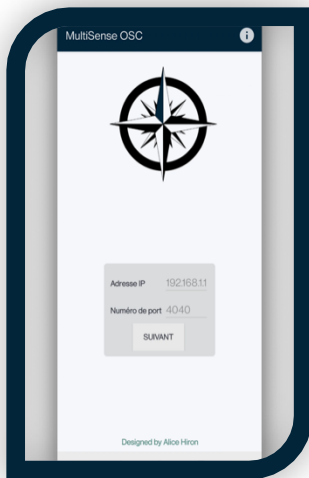 MultiSense OSC
Adresse IP 192.168.1.1
Numéro de port 4040
SUIVANT
Designed by Alice Hiron